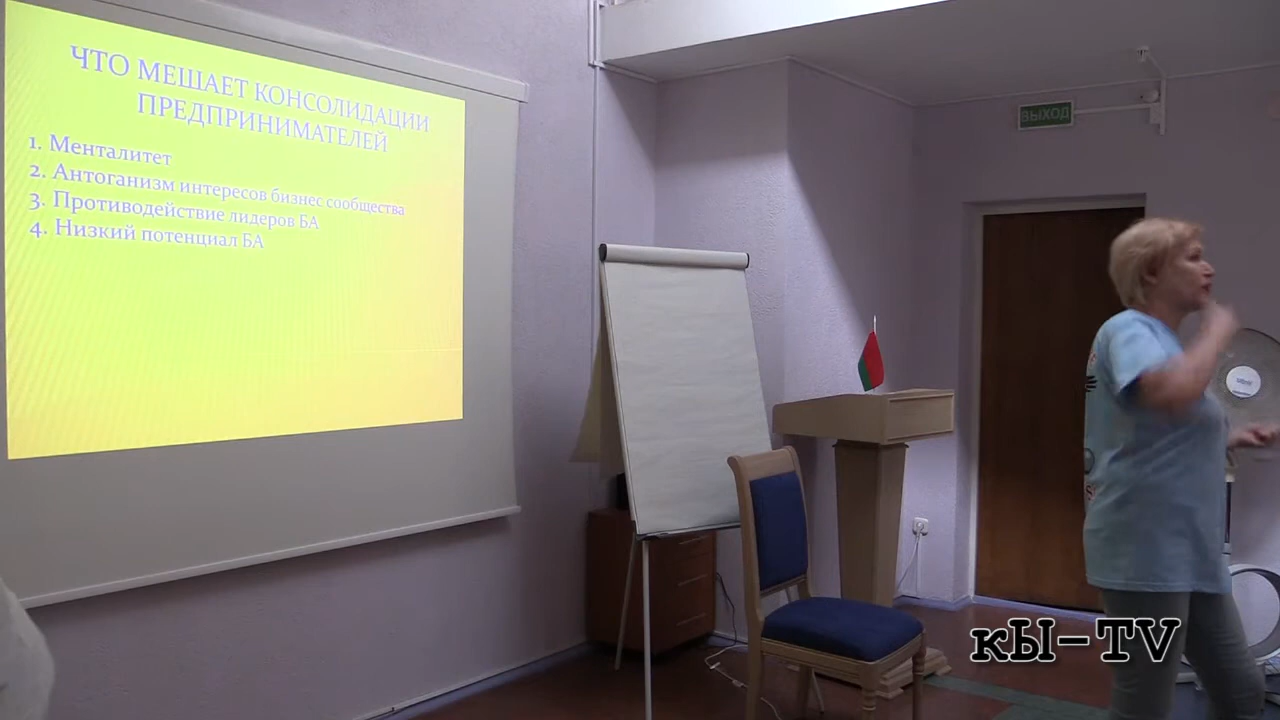 ЧТО МЕШАЕТ КОНСОЛИДАЦИИ
ПРЕДПРИНИМАТЕЛЕЙ
1. Менталитет
2. Антоганизм интересов бизнес сообщества
3. Противодействие лидеров БА
4. Низкий потенциал БА
ВЫХОД
кЫ-TV